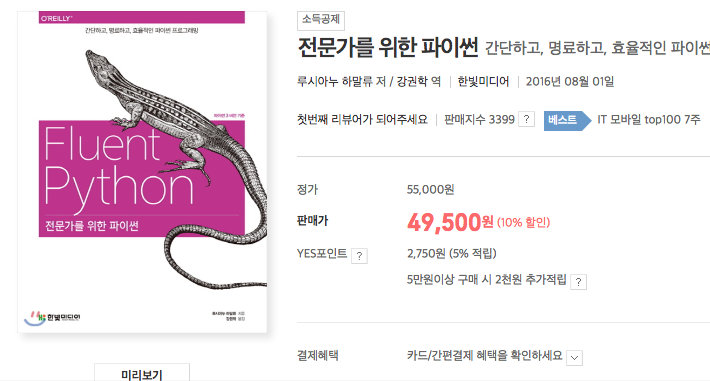 O'REILLY
간단하고, 명료하고, 효율적인 파이썬 프로그래밍
파이썬 3 버전 기준
Fluent
Python
전문가를 위한 파이썬
루시아누 하말류 지음
강권학 옮김
한빛미디어
미리보기
소득공제
전문가를 위한 파이썬 간단하고, 명료하고, 효율적인 파이썬
루시아누 하말류 저 / 강권학 역 | 한빛미디어 | 2016년 08월 01일
첫번째 리뷰어가 되어주세요 | 판매지수 3399 ? 베스트 IT 모바일 top100 7주
정가 55,000원
판매가 49,500원 (10% 할인)
YES포인트 ? 2,750원 (5% 적립)
5만원이상 구매 시 2천원 추가적립 ?
결제혜택 카드/간편결제 혜택을 확인하세요